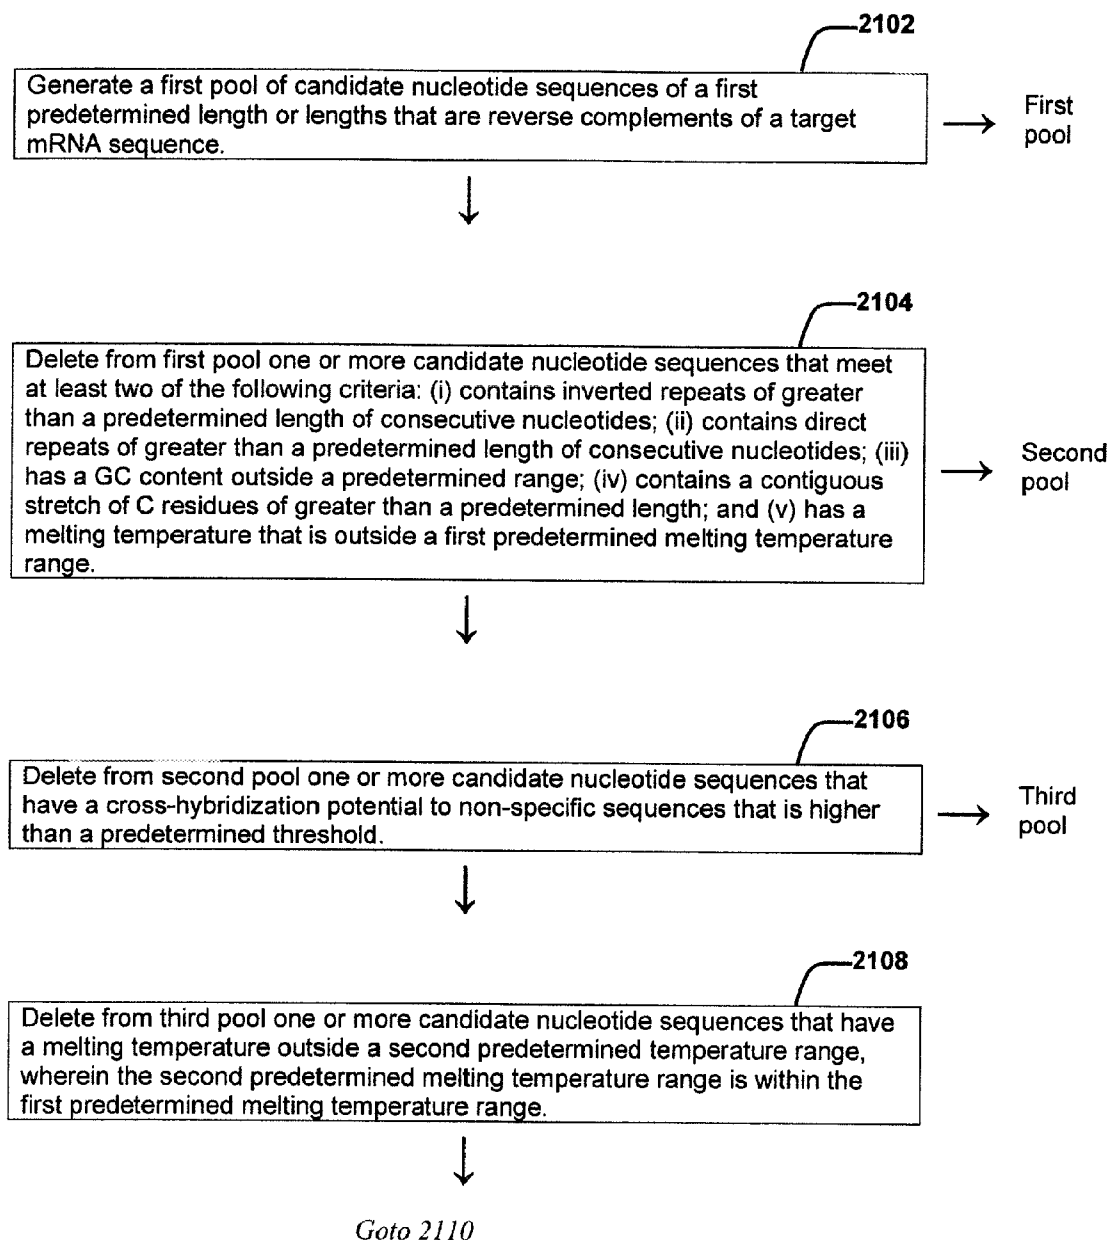 2102
Generate a first pool of candidate nucleotide sequences of a first
predetermined length or lengths that are reverse complements of a target
mRNA sequence.
First
pool
2104
Delete from first pool one or more candidate nucleotide sequences that meet
at least two of the following criteria: (i) contains inverted repeats of greater
than a predetermined length of consecutive nucleotides; (ii) contains direct
repeats of greater than a predetermined length of consecutive nucleotides; (iii)
has a GC content outside a predetermined range; (iv) contains a contiguous
stretch of C residues of greater than a predetermined length; and (v) has a
melting temperature that is outside a first predetermined melting temperature
range.
Second
pool
2106
Delete from second pool one or more candidate nucleotide sequences that
have a cross-hybridization potential to non-specific sequences that is higher
than a predetermined threshold.
Third
pool
2108
Delete from third pool one or more candidate nucleotide sequences that have
a melting temperature outside a second predetermined temperature range,
wherein the second predetermined melting temperature range is within the
first predetermined melting temperature range.
Goto 2110